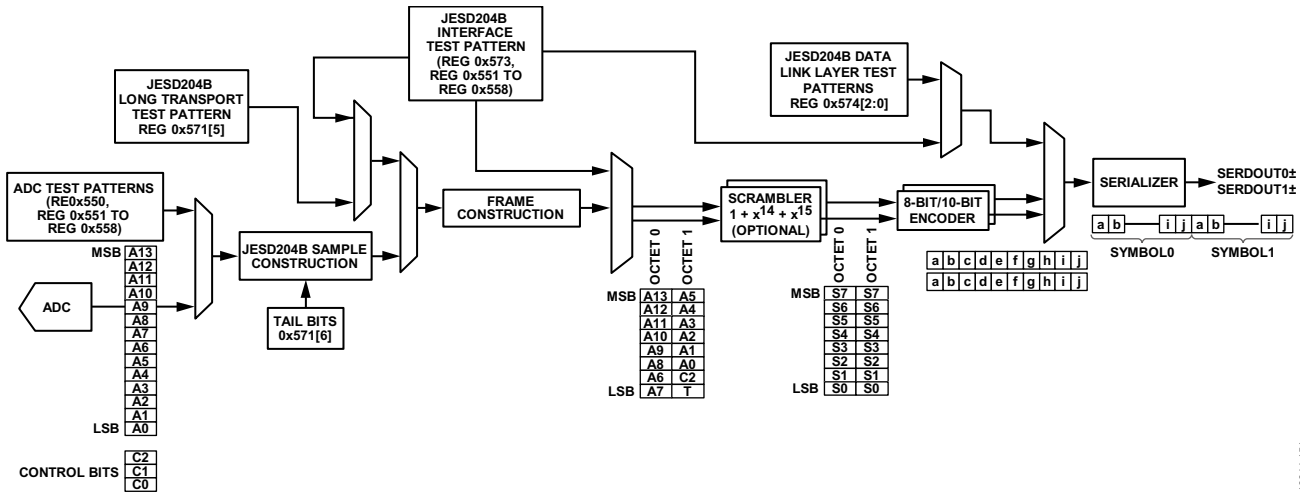 JESD204B
INTERFACE
TEST PATTERN
(REG 0x573,
REG 0x551 TO
REG 0x558)
JESD204B
LONG TRANSPORT
TEST PATTERN
REG 0x571[5]
JESD204B DATA
LINK LAYER TEST
PATTERNS
REG 0x574[2:0]
ADC TEST PATTERNS
(RE0x550,
REG 0x551 TO
REG 0x558)
JESD204B SAMPLE
CONSTRUCTION
TAIL BITS
0x571[6]
FRAME
CONSTRUCTION
SCRAMBLER
1 + x14 + x15
(OPTIONAL)
8-BIT/10-BIT
ENCODER
SERIALIZER
SERDOUT0±
SERDOUT1±
ADC
MSB A13
A12
A11
A10
A9
A8
A7
A6
A5
A4
A3
A2
A1
LSB A0
CONTROL BITS
C2
C1
C0
OCTET 0
OCTET 1
MSB A13 A5
A12 A4
A11 A3
A10 A2
A9 A1
A8 A0
A6 C2
LSB A7 T
OCTET 0
OCTET 1
MSB S7 S7
S6 S6
S5 S5
S4 S4
S3 S3
S2 S2
S1 S1
LSB S0 S0
a b c d e f g h i j
a b c d e f g h i j
a b i j a b i j
SYMBOL0 SYMBOL1